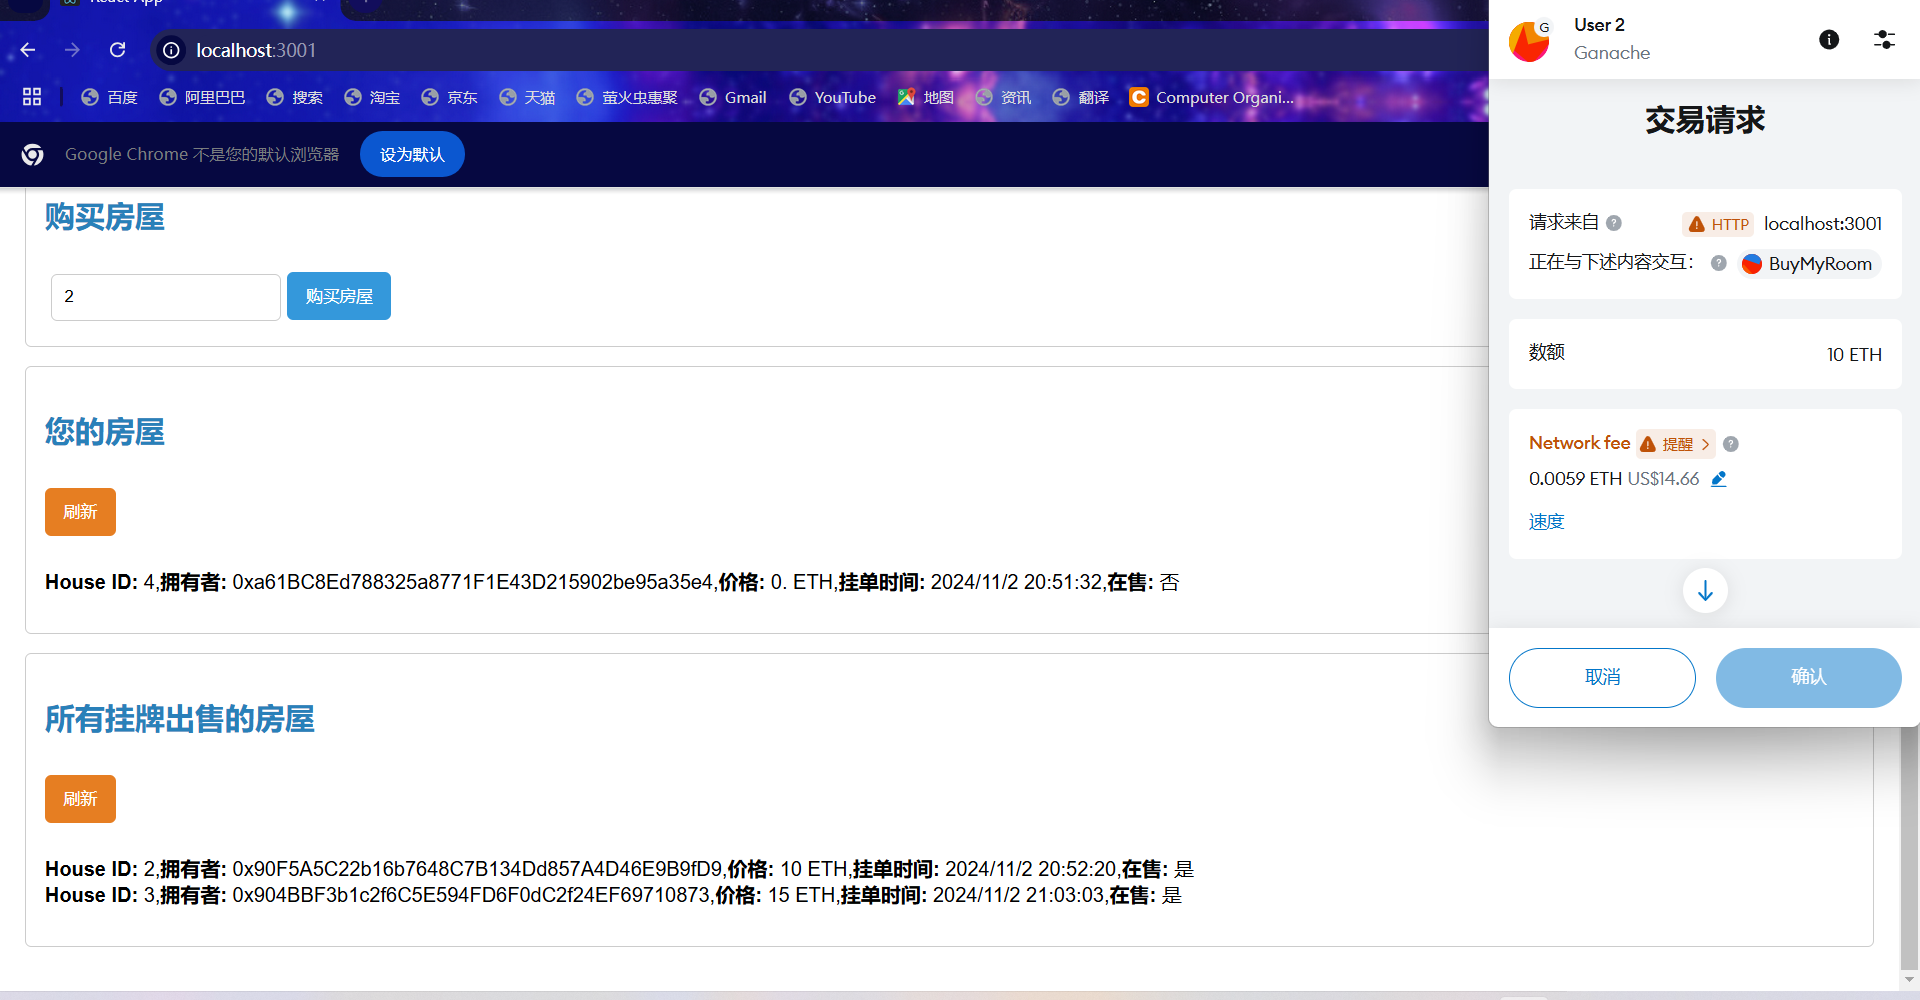 React App
localhost:3001
百度
阿里巴巴
搜索
淘宝
京东
天猫
萤火虫惠聚
Gmail
YouTube
地图
资讯
翻译
C Computer Organi...
Google Chrome 不是您的默认浏览器
设为默认
购买房屋
2
购买房屋
您的房屋
刷新
House ID: 4,拥有者: 0xa61BC8Ed788325a8771F1E43D215902be95a35e4,价格: 0. ETH,挂单时间: 2024/11/2 20:51:32,在售: 否
所有挂牌出售的房屋
刷新
House ID: 2,拥有者: 0x90F5A5C22b16b7648C7B134Dd857A4D46E9B9fD9,价格: 10 ETH,挂单时间: 2024/11/2 20:52:20,在售: 是
House ID: 3,拥有者: 0x904BBF3b1c2f6C5E594FD6F0dC2f24EF69710873,价格: 15 ETH,挂单时间: 2024/11/2 21:03:03,在售: 是
G
User 2
Ganache
交易请求
请求来自 ? HTTP localhost:3001
正在与下述内容交互： ? BuyMyRoom
数额 10 ETH
Network fee 提醒 > ?
0.0059 ETH US$14.66
速度
取消
确认